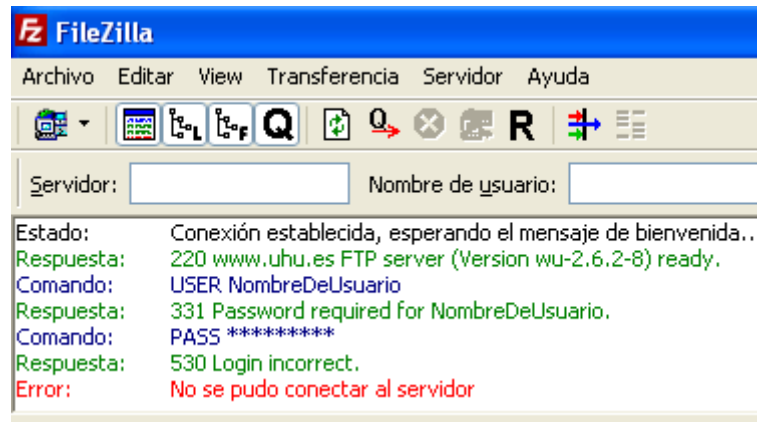 FileZilla
Archivo Editar View Transferencia Servidor Ayuda
L F Q Q R
Servidor: Nombre de usuario:
Estado: Conexión establecida, esperando el mensaje de bienvenida..
Respuesta: 220 www.uhu.es FTP server (Version wu-2.6.2-8) ready.
Comando: USER NombreDeUsuario
Respuesta: 331 Password required for NombreDeUsuario.
Comando: PASS *********
Respuesta: 530 Login incorrect.
Error: No se pudo conectar al servidor